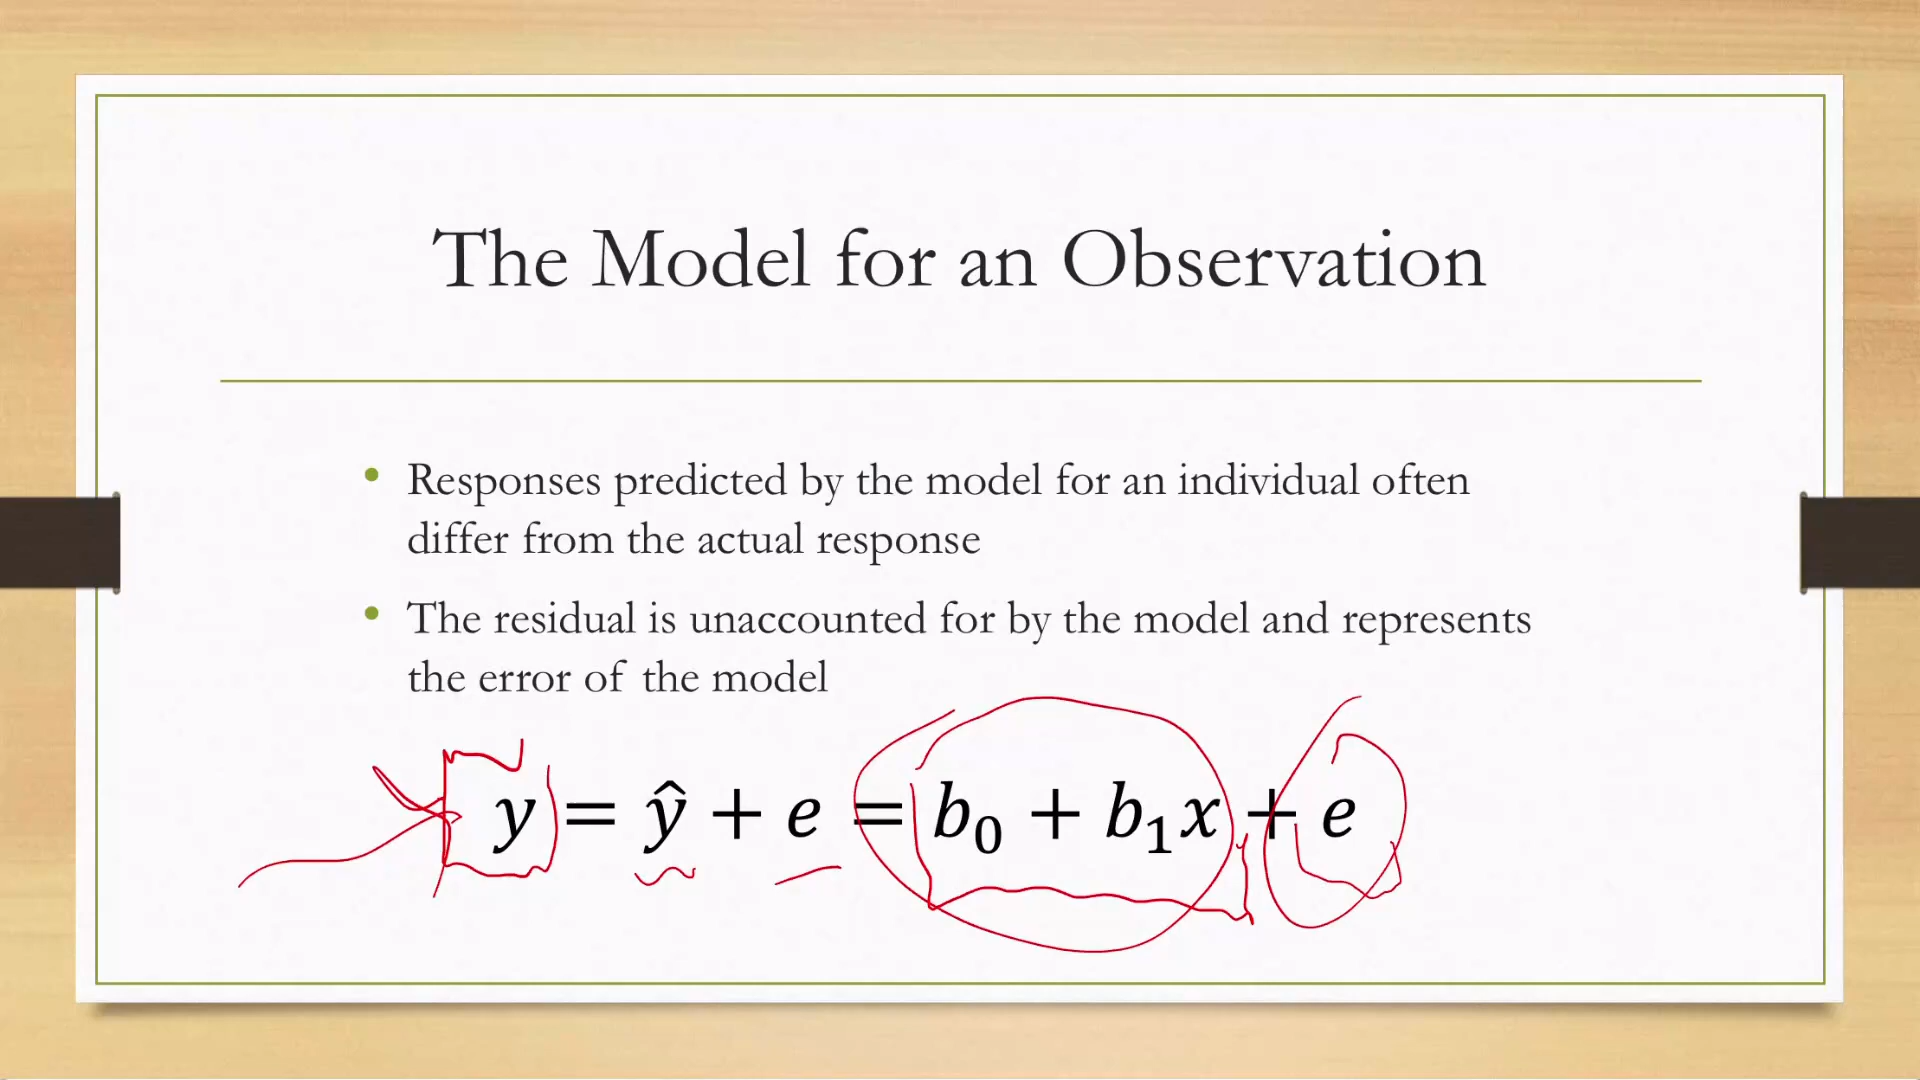 The Model for an Observation
• Responses predicted by the model for an individual often
differ from the actual response
• The residual is unaccounted for by the model and represents
the error of the model
y = ŷ + e = b₀ + b₁x + e